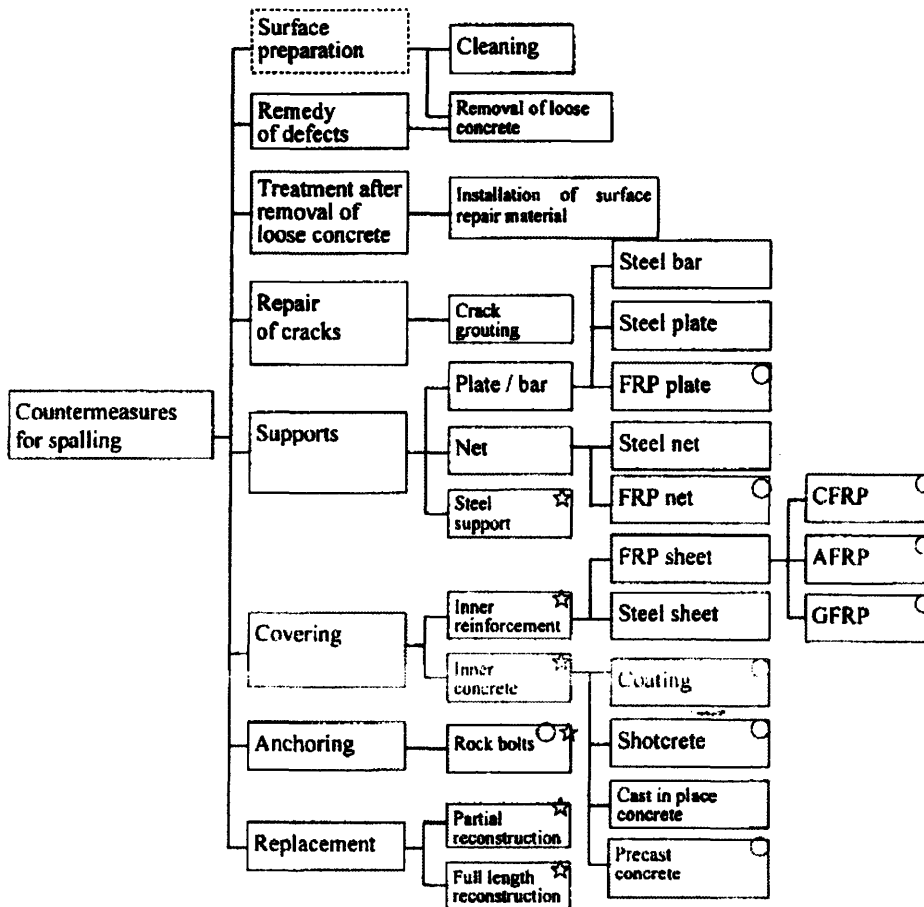 Surface
preparation
Cleaning
Remedy
of defects
Removal of loose
concrete
Treatment after
removal of
loose concrete
Installation of surface
repair material
Repair
of cracks
Crack
grouting
Steel bar
Steel plate
Plate / bar
FRP plate
Countermeasures
for spalling
Supports
Net
Steel net
Steel
support
FRP net
CFRP
FRP sheet
AFRP
Covering
Inner
reinforcement
Steel sheet
GFRP
Inner
concrete
Coating
Anchoring
Rock bolts
Shotcrete
Cast in place
concrete
Replacement
Partial
reconstruction
Precast
concrete
Full length
reconstruction